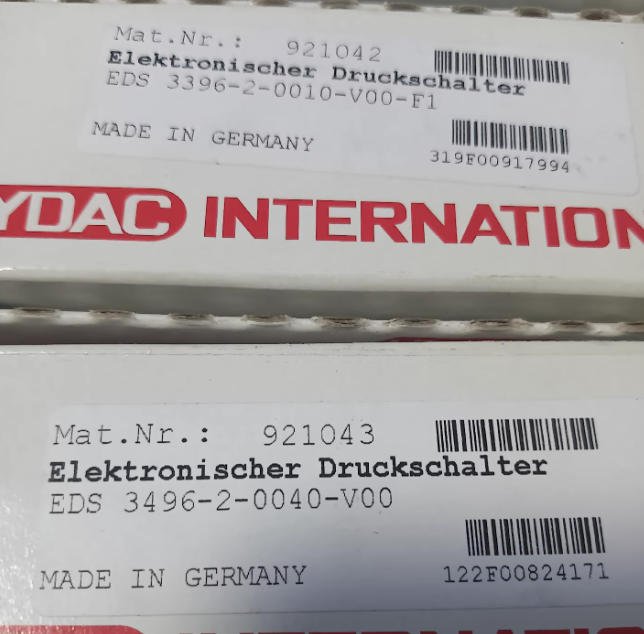 Mat.Nr.: 921042
Elektronischer Druckschalter
EDS 3396-2-0010-V00-F1
MADE IN GERMANY
319F00917994
YDAC INTERNATION
Mat.Nr.: 921043
Elektronischer Druckschalter
EDS 3496-2-0040-V00
MADE IN GERMANY
122F00824171